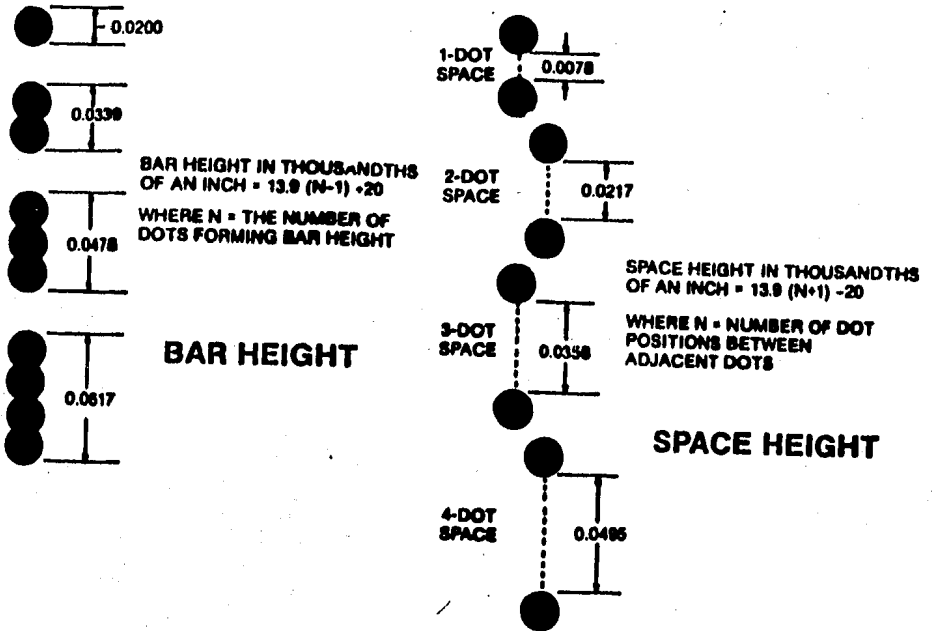 0.0200
0.0339
BAR HEIGHT IN THOUSANDTHS
OF AN INCH = 13.9 (N-1) +20
WHERE N = THE NUMBER OF
DOTS FORMING BAR HEIGHT
0.0478
0.0617
BAR HEIGHT
1-DOT
SPACE
0.0078
2-DOT
SPACE
0.0217
3-DOT
SPACE
0.0356
SPACE HEIGHT IN THOUSANDTHS
OF AN INCH = 13.9 (N+1) -20
WHERE N = NUMBER OF DOT
POSITIONS BETWEEN
ADJACENT DOTS
SPACE HEIGHT
4-DOT
SPACE
0.0495